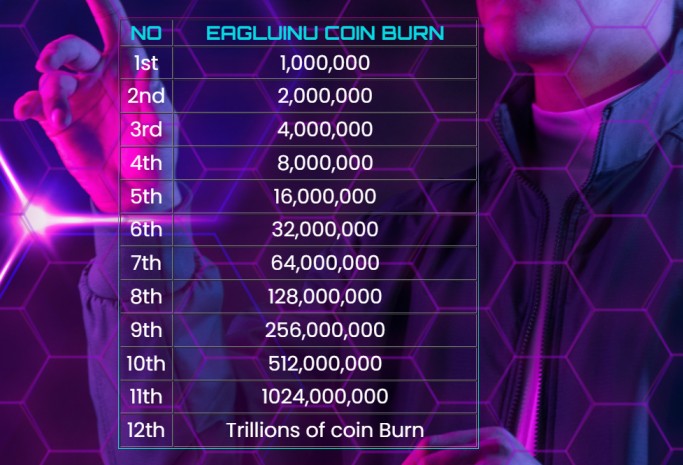 NO EAGLUINU COIN BURN
1st 1,000,000
2nd 2,000,000
3rd 4,000,000
4th 8,000,000
5th 16,000,000
6th 32,000,000
7th 64,000,000
8th 128,000,000
9th 256,000,000
10th 512,000,000
11th 1024,000,000
12th Trillions of coin Burn